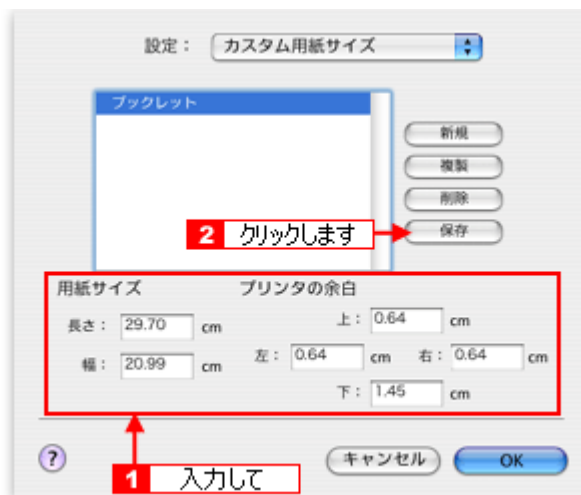 設定： カスタム用紙サイズ
ブックレット
新規
複製
削除
2 クリックします 保存
用紙サイズ プリンタの余白
長さ： 29.70 cm 上： 0.64 cm
左： 0.64 cm 右： 0.64 cm
幅： 20.99 cm
下： 1.45 cm
? キャンセル OK
1 入力して